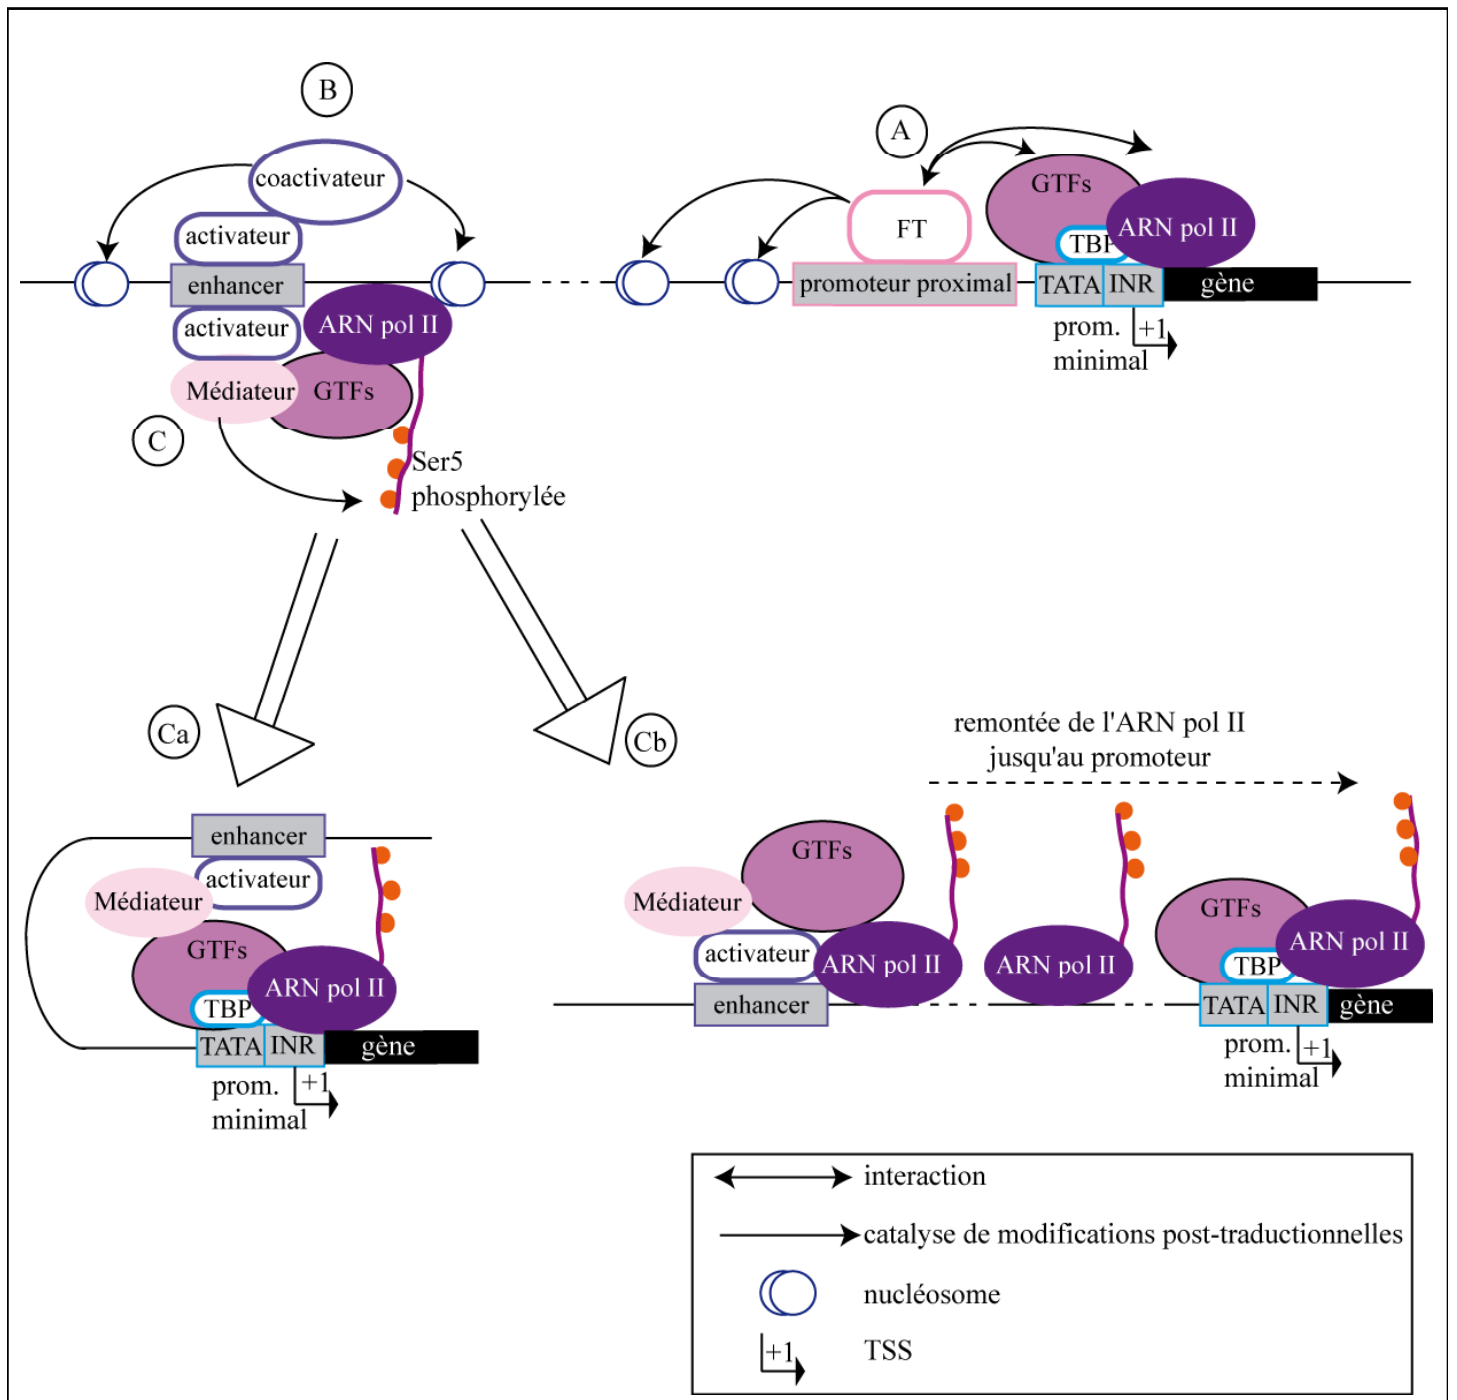 B
coactivateur
activateur
enhancer
activateur
ARN pol II
Médiateur
GTFs
C
Ser5
phosphorylée
A
GTFs
FT
TBP
ARN pol II
promoteur proximal
TATA
INR
gène
prom.
minimal
+1
Ca
Cb
enhancer
activateur
Médiateur
GTFs
ARN pol II
TBP
TATA
INR
gène
prom.
minimal
+1
remontée de l'ARN pol II
jusqu'au promoteur
GTFs
Médiateur
activateur
ARN pol II
enhancer
ARN pol II
GTFs
ARN pol II
TBP
TATA
INR
gène
prom.
minimal
+1
interaction
catalyse de modifications post-traductionnelles
nucléosome
+1
TSS